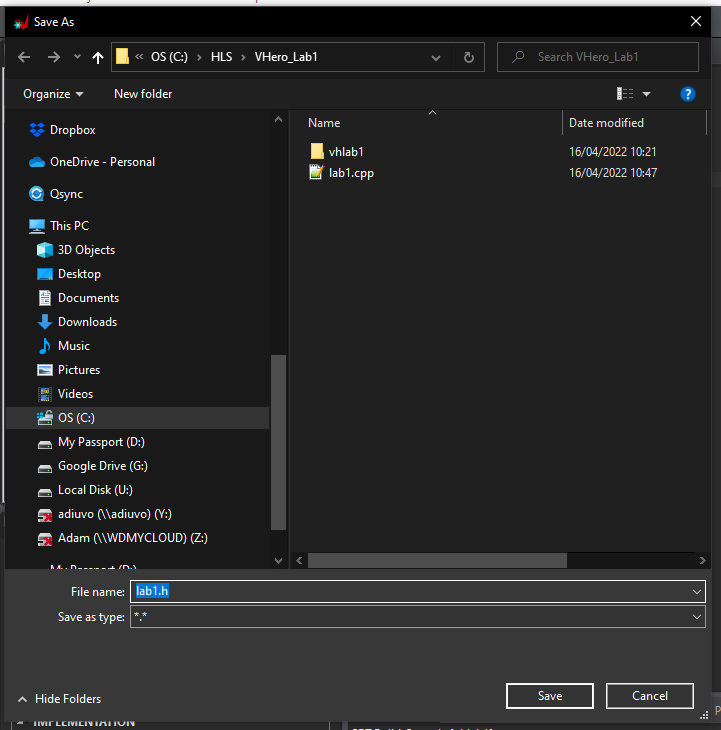 Save As
« OS (C:) › HLS › VHero_Lab1
Search VHero_Lab1
Organize
New folder
?
Name
Date modified
Dropbox
OneDrive - Personal
Qsync
This PC
3D Objects
Desktop
Documents
Downloads
Music
Pictures
Videos
OS (C:)
My Passport (D:)
Google Drive (G:)
Local Disk (U:)
adiuvo (\\adiuvo) (Y:)
Adam (\\WDMYCLOUD) (Z:)
My Passport (D:)
vhlab1 16/04/2022 10:21
lab1.cpp 16/04/2022 10:47
File name: lab1.h
Save as type: *.*
Hide Folders
Save
Cancel
IMPLEMENTATION